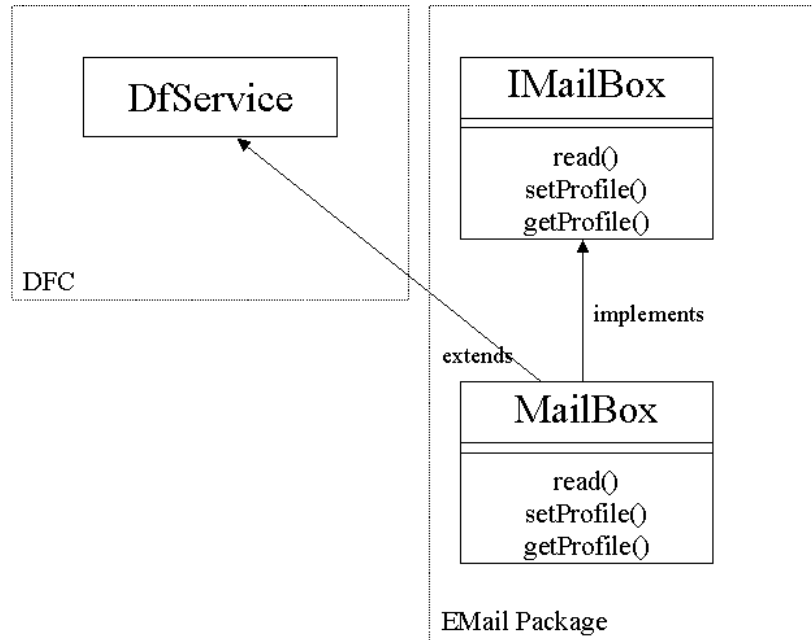 DfService
DFC
IMailBox
read()
setProfile()
getProfile()
implements
extends
MailBox
read()
setProfile()
getProfile()
EMail Package